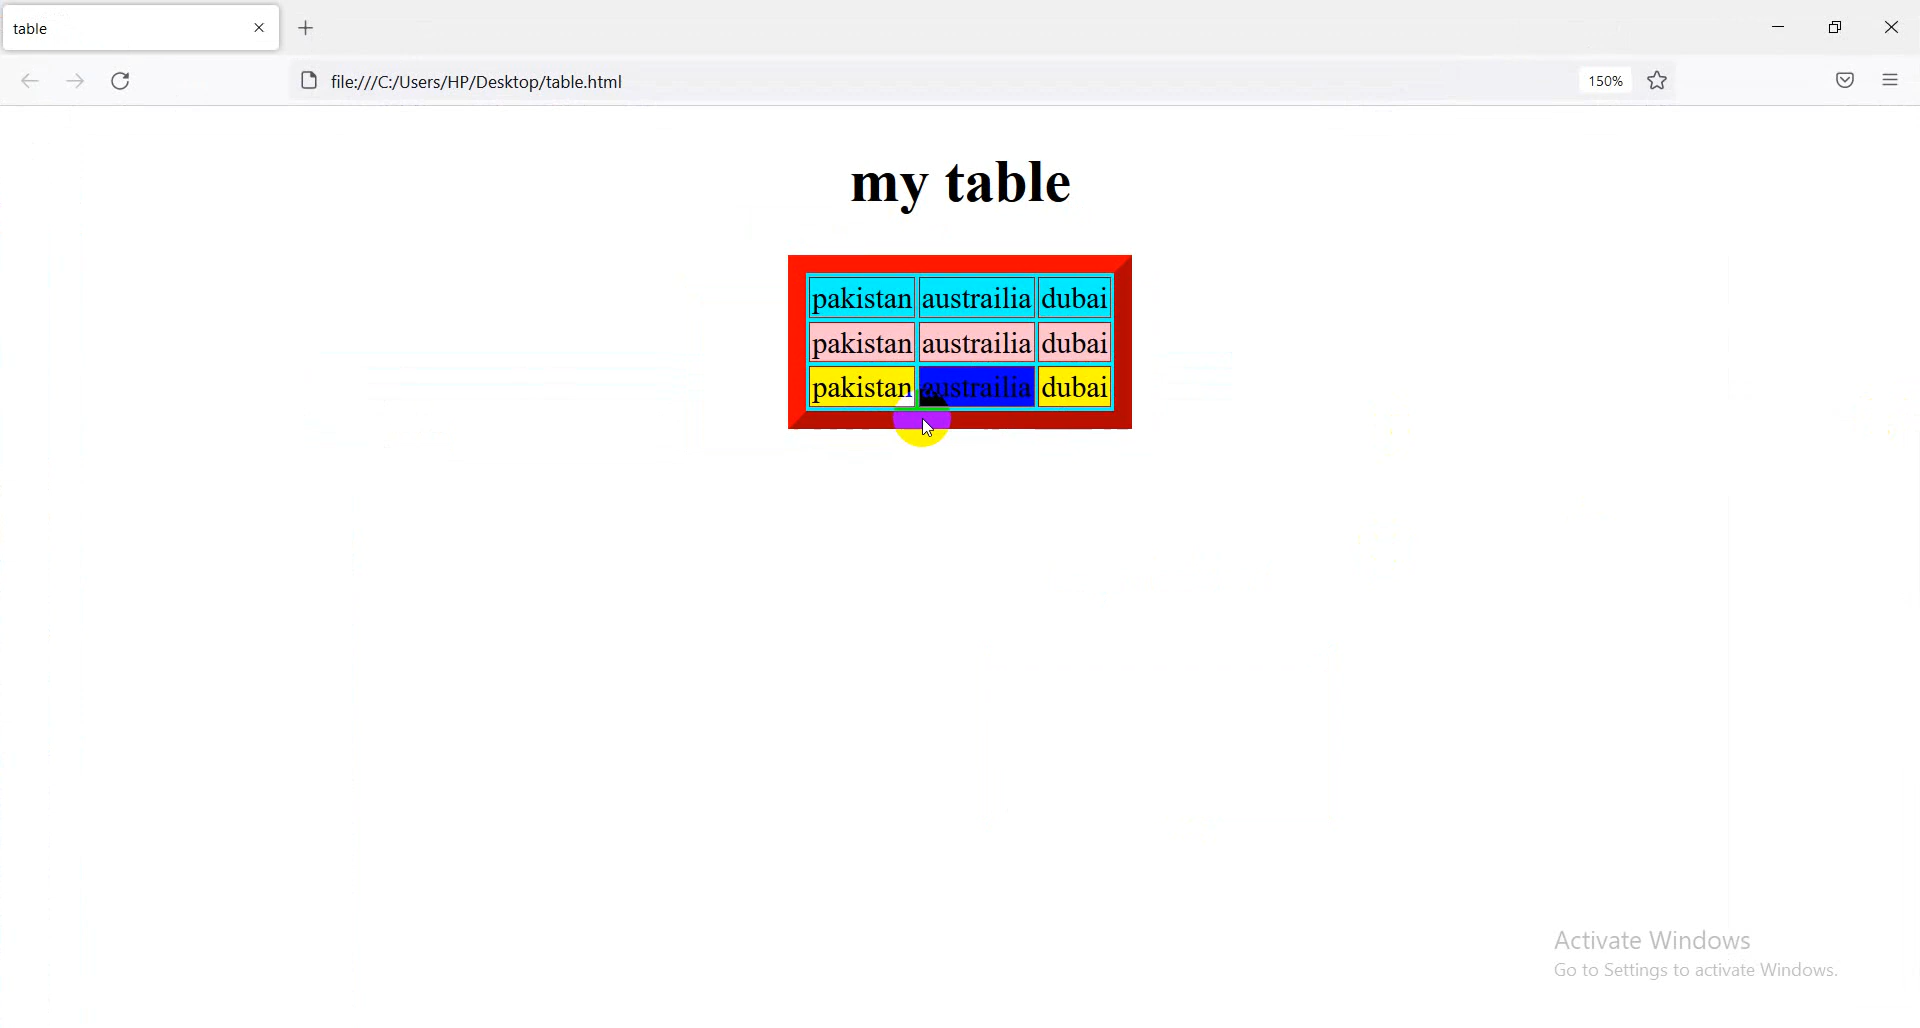 table
file:///C:/Users/HP/Desktop/table.html
150%
my table
pakistan austrailia dubai
pakistan austrailia dubai
pakistan austrailia dubai
Activate Windows
Go to Settings to activate Windows.